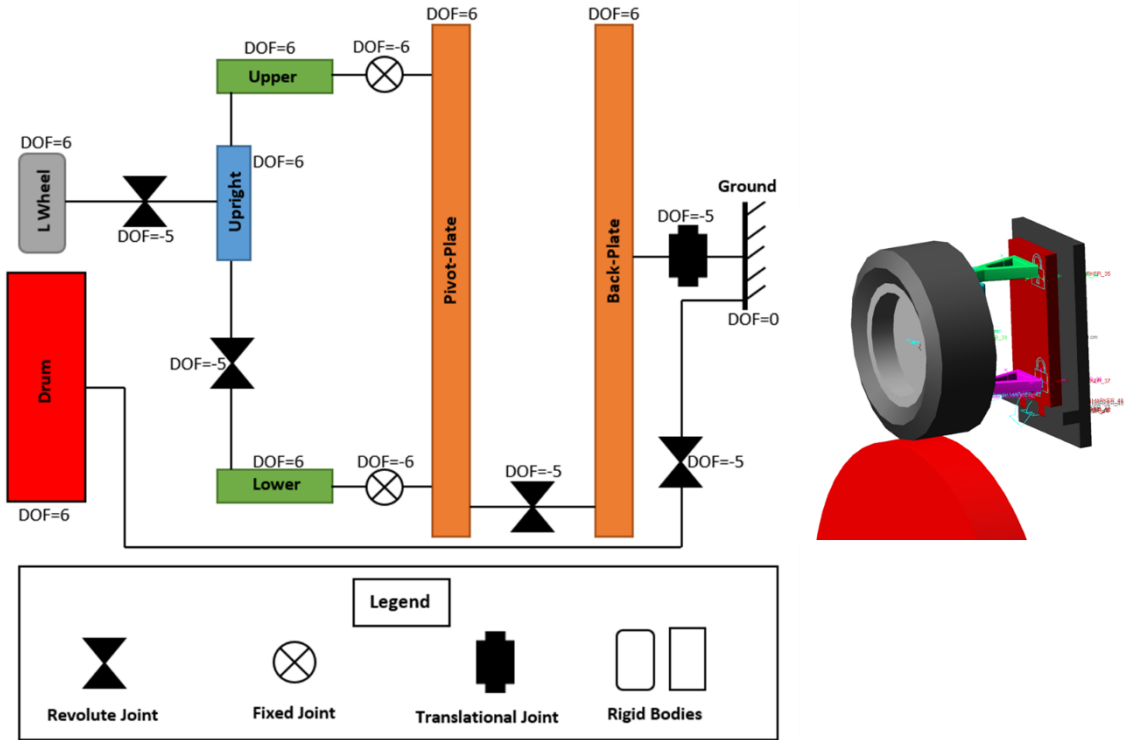 DOF=6
DOF=6
DOF=6
DOF=-6
Upper
DOF=6
DOF=6
L Wheel
Upright
DOF=-5
Pivot-Plate
Back-Plate
Ground
DOF=-5
DOF=0
DOF=-5
Drum
DOF=6
DOF=6
Lower
DOF=-6
DOF=-5
DOF=-5
Legend
Revolute Joint
Fixed Joint
Translational Joint
Rigid Bodies